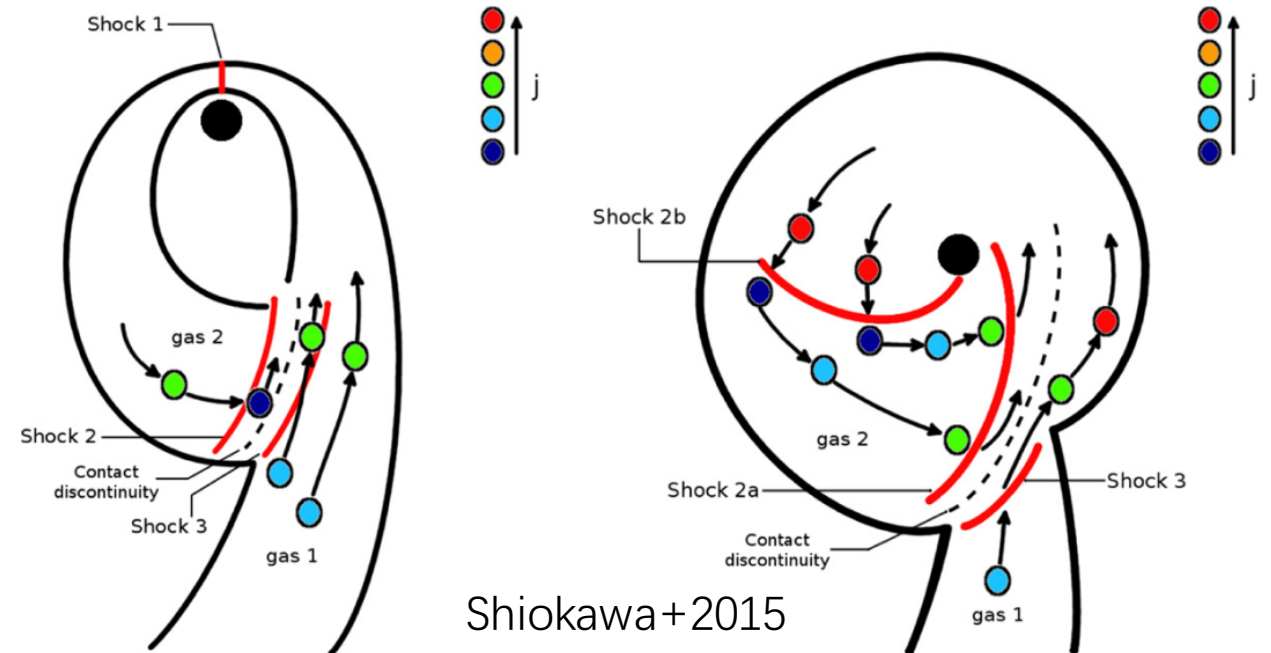 Shock 1
j
gas 2
Shock 2
Contact
discontinuity
Shock 3
gas 1
j
Shock 2b
gas 2
Shock 2a
Shock 3
Contact
discontinuity
gas 1
Shiokawa+2015